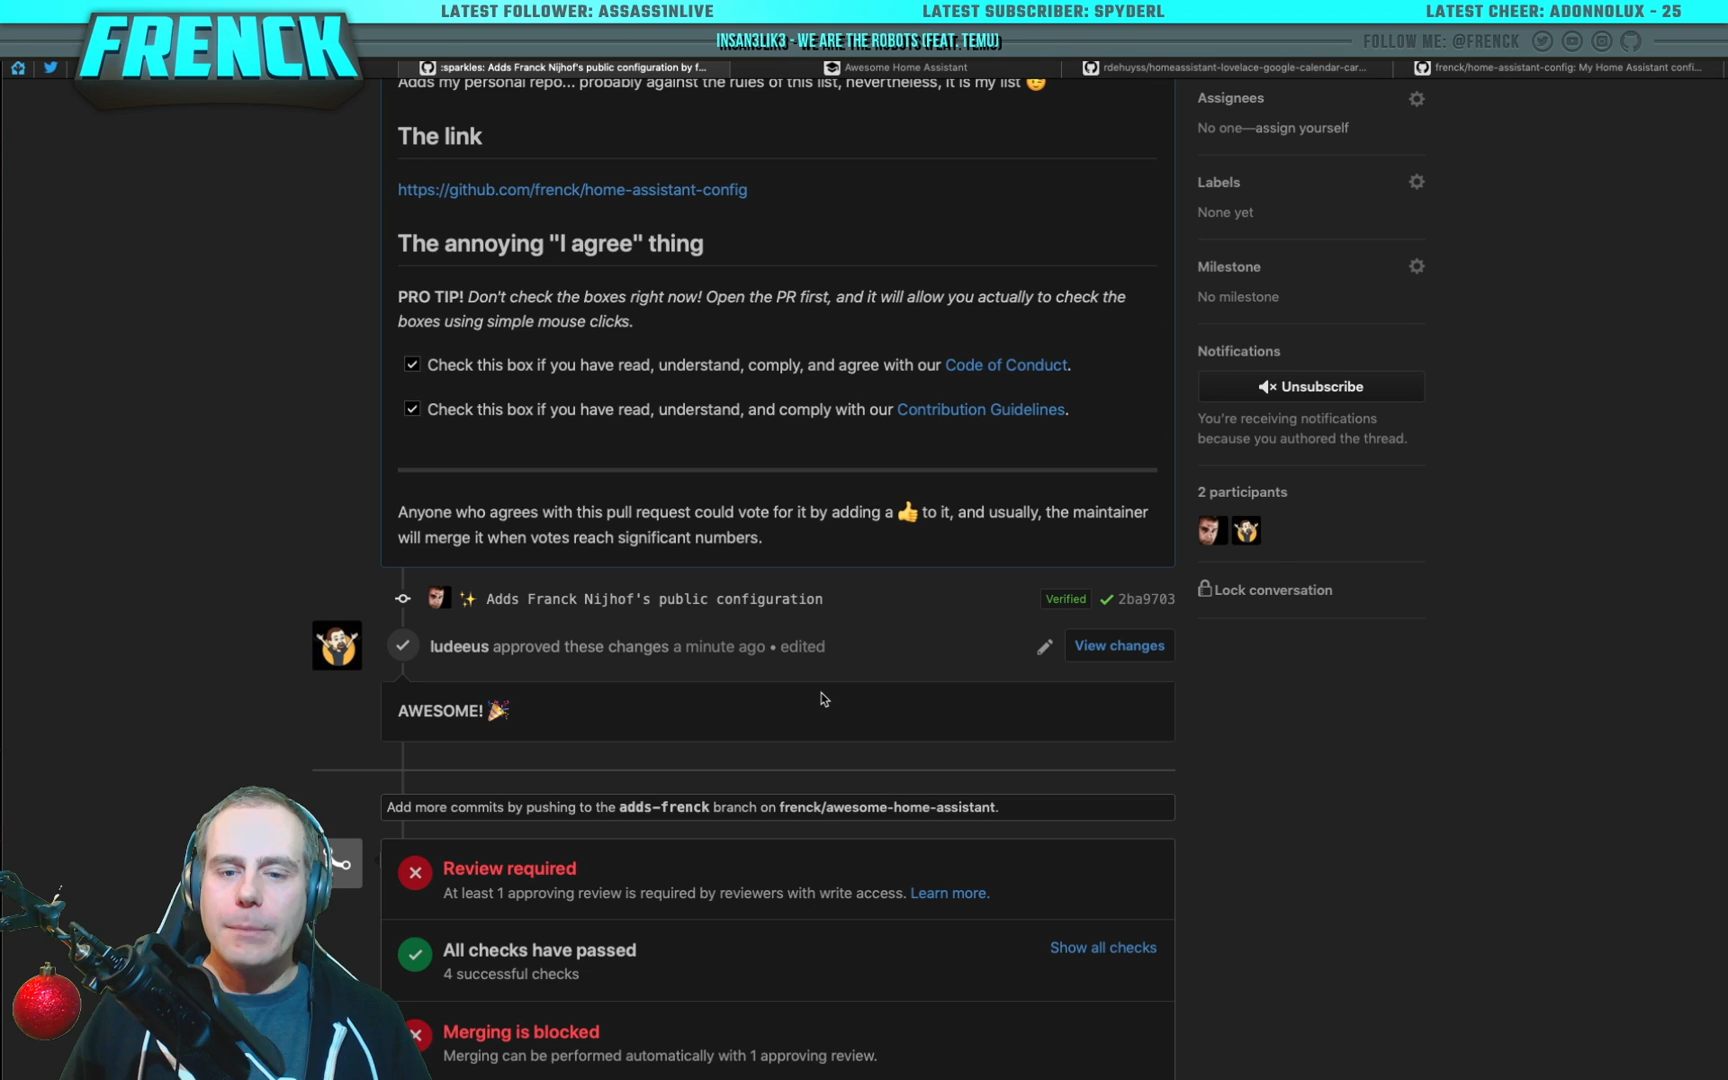 LATEST FOLLOWER: ASSASS1NLIVE
LATEST SUBSCRIBER: SPYDERL
LATEST CHEER: ADONNOLUX - 25
FRENCK
INSAN3LIK3 - WE ARE THE ROBOTS (FEAT. TEMU)
FOLLOW ME: @FRENCK
:sparkles: Adds Franck Nijhof's public configuration by f...
Awesome Home Assistant
rdehuyss/homeassistant-lovelace-google-calendar-car...
frenck/home-assistant-config: My Home Assistant confi...
Adds my personal repo... probably against the rules of this list, nevertheless, it is my list 😉
The link
https://github.com/frenck/home-assistant-config
The annoying "I agree" thing
PRO TIP! Don't check the boxes right now! Open the PR first, and it will allow you actually to check the
boxes using simple mouse clicks.
Check this box if you have read, understand, comply, and agree with our Code of Conduct.
Check this box if you have read, understand, and comply with our Contribution Guidelines.
Anyone who agrees with this pull request could vote for it by adding a 👍 to it, and usually, the maintainer
will merge it when votes reach significant numbers.
✨ Adds Franck Nijhof's public configuration
Verified
2ba9703
ludeeus approved these changes a minute ago • edited
View changes
AWESOME! 🎉
Add more commits by pushing to the adds-frenck branch on frenck/awesome-home-assistant.
Review required
At least 1 approving review is required by reviewers with write access. Learn more.
All checks have passed
4 successful checks
Show all checks
Merging is blocked
Merging can be performed automatically with 1 approving review.
Assignees
No one—assign yourself
Labels
None yet
Milestone
No milestone
Notifications
Unsubscribe
You're receiving notifications
because you authored the thread.
2 participants
Lock conversation